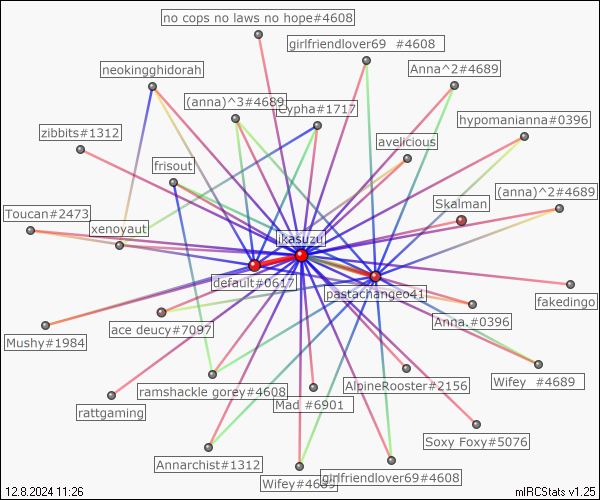 no cops no laws no hope#4608
girlfriendlover69  #4608
neokingghidorah
Anna^2#4689
(anna)^3#4689
Cypha#1717
hypomanianna#0396
zibbits#1312
avelicious
frisout
(anna)^2#4689
Skalman
Toucan#2473
xenoyaut
ikasuzu
default#0617
pastachangeo41
fakedingo
Anna.#0396
ace deucy#7097
Mushy#1984
Wifey  #4689
AlpineRooster#2156
ramshackle gorey#4608
Mad #6901
rattgaming
Soxy Foxy#5076
Annarchist#1312
girlfriendlover69#4608
Wifey#4689
12.8.2024 11:26
mIRCStats v1.25